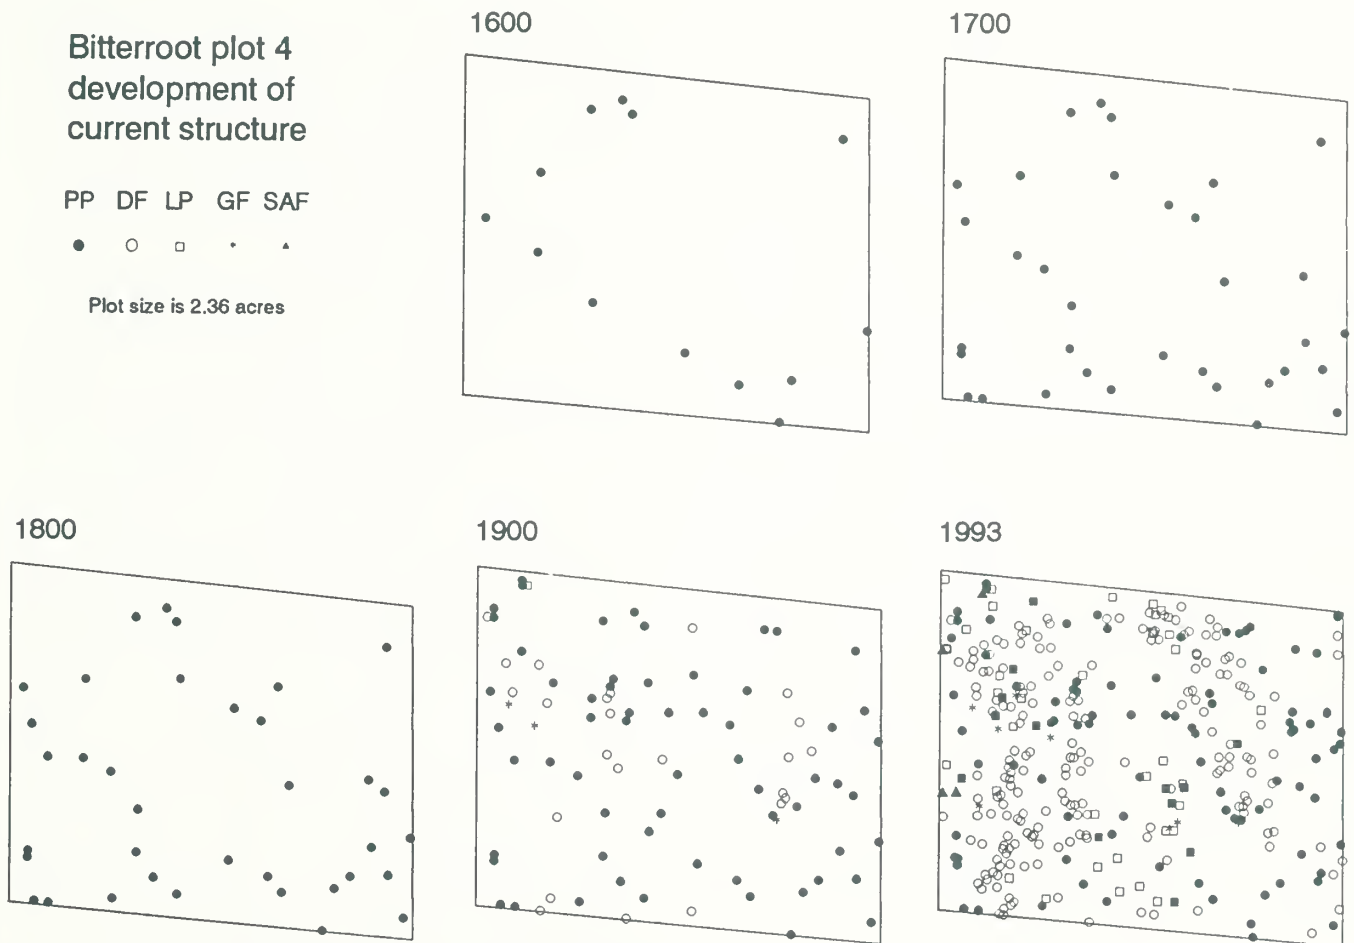 Bitterroot plot 4
development of
current structure
PP DF LP GF SAF
Plot size is 2.36 acres
1600
1700
1800
1900
1993